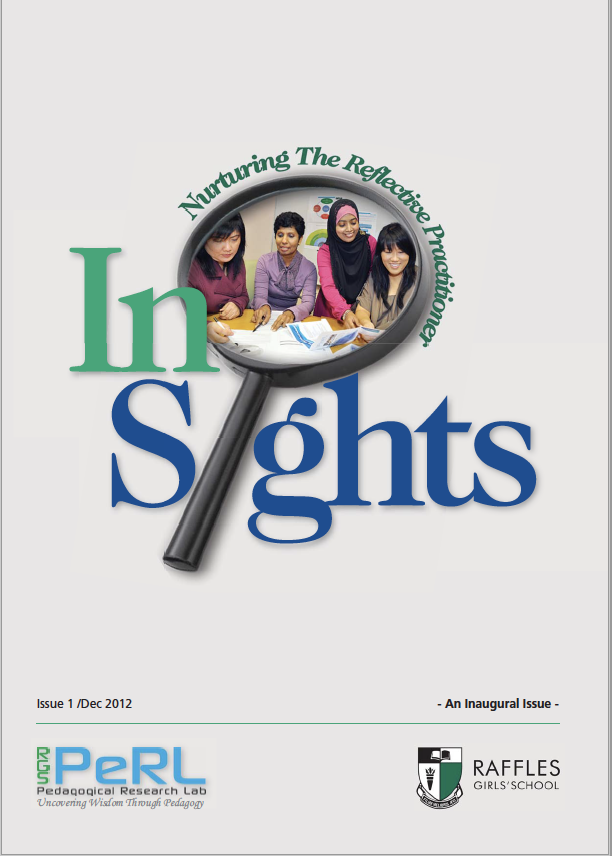 Nurturing The Reflective Practitioner
In
Sights
Issue 1 /Dec 2012
- An Inaugural Issue -
RGS PeRL
Pedagogical Research Lab
Uncovering Wisdom Through Pedagogy
RAFFLES
GIRLS' SCHOOL